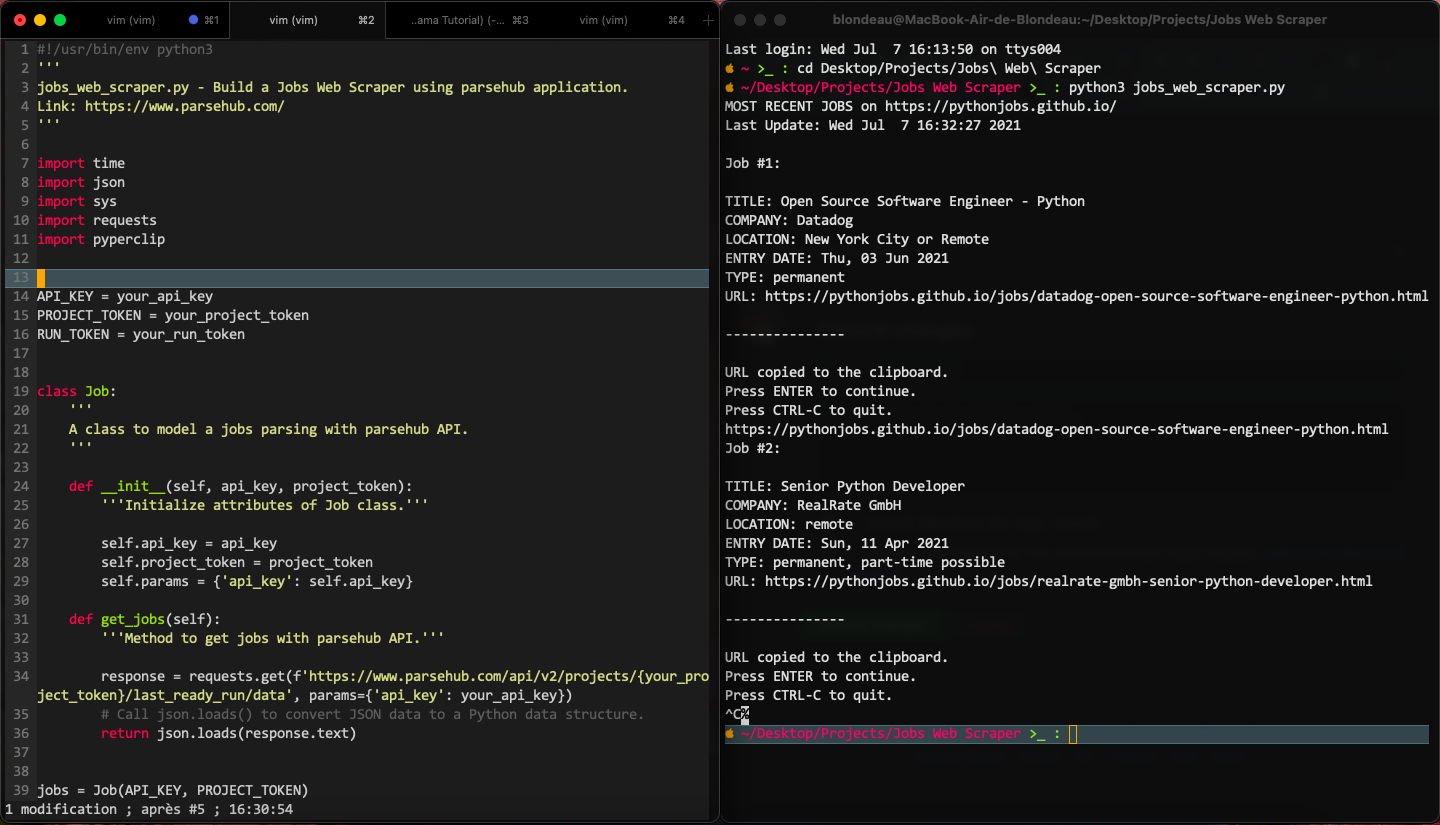 vim (vim) ⌘1
vim (vim) ⌘2
..ama Tutorial) (-... ⌘3
vim (vim) ⌘4
1 #!/usr/bin/env python3
2 '''
3 jobs_web_scraper.py - Build a Jobs Web Scraper using parsehub application.
4 Link: https://www.parsehub.com/
5 '''
6
7 import time
8 import json
9 import sys
10 import requests
11 import pyperclip
12
13
14 API_KEY = your_api_key
15 PROJECT_TOKEN = your_project_token
16 RUN_TOKEN = your_run_token
17
18
19 class Job:
20     '''
21     A class to model a jobs parsing with parsehub API.
22     '''
23
24     def __init__(self, api_key, project_token):
25         '''Initialize attributes of Job class.'''
26
27         self.api_key = api_key
28         self.project_token = project_token
29         self.params = {'api_key': self.api_key}
30
31     def get_jobs(self):
32         '''Method to get jobs with parsehub API.'''
33
34         response = requests.get(f'https://www.parsehub.com/api/v2/projects/{your_pro
ject_token}/last_ready_run/data', params={'api_key': your_api_key})
35         # Call json.loads() to convert JSON data to a Python data structure.
36         return json.loads(response.text)
37
38
39 jobs = Job(API_KEY, PROJECT_TOKEN)
1 modification ; après #5 ; 16:30:54
blondeau@MacBook-Air-de-Blondeau:~/Desktop/Projects/Jobs Web Scraper
Last login: Wed Jul  7 16:13:50 on ttys004
~ >_ : cd Desktop/Projects/Jobs\ Web\ Scraper
~/Desktop/Projects/Jobs Web Scraper >_ : python3 jobs_web_scraper.py
MOST RECENT JOBS on https://pythonjobs.github.io/
Last Update: Wed Jul  7 16:32:27 2021
Job #1:
TITLE: Open Source Software Engineer - Python
COMPANY: Datadog
LOCATION: New York City or Remote
ENTRY DATE: Thu, 03 Jun 2021
TYPE: permanent
URL: https://pythonjobs.github.io/jobs/datadog-open-source-software-engineer-python.html
---------------
URL copied to the clipboard.
Press ENTER to continue.
Press CTRL-C to quit.
https://pythonjobs.github.io/jobs/datadog-open-source-software-engineer-python.html
Job #2:
TITLE: Senior Python Developer
COMPANY: RealRate GmbH
LOCATION: remote
ENTRY DATE: Sun, 11 Apr 2021
TYPE: permanent, part-time possible
URL: https://pythonjobs.github.io/jobs/realrate-gmbh-senior-python-developer.html
---------------
URL copied to the clipboard.
Press ENTER to continue.
Press CTRL-C to quit.
^C%
~/Desktop/Projects/Jobs Web Scraper >_ :